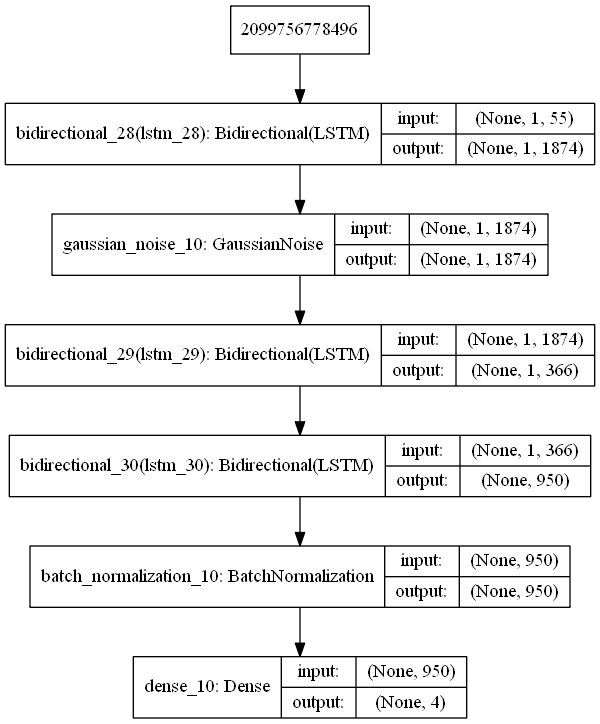 2099756778496
bidirectional_28(lstm_28): Bidirectional(LSTM)
input: (None, 1, 55)
output: (None, 1, 1874)
gaussian_noise_10: GaussianNoise
input: (None, 1, 1874)
output: (None, 1, 1874)
bidirectional_29(lstm_29): Bidirectional(LSTM)
input: (None, 1, 1874)
output: (None, 1, 366)
bidirectional_30(lstm_30): Bidirectional(LSTM)
input: (None, 1, 366)
output: (None, 950)
batch_normalization_10: BatchNormalization
input: (None, 950)
output: (None, 950)
dense_10: Dense
input: (None, 950)
output: (None, 4)